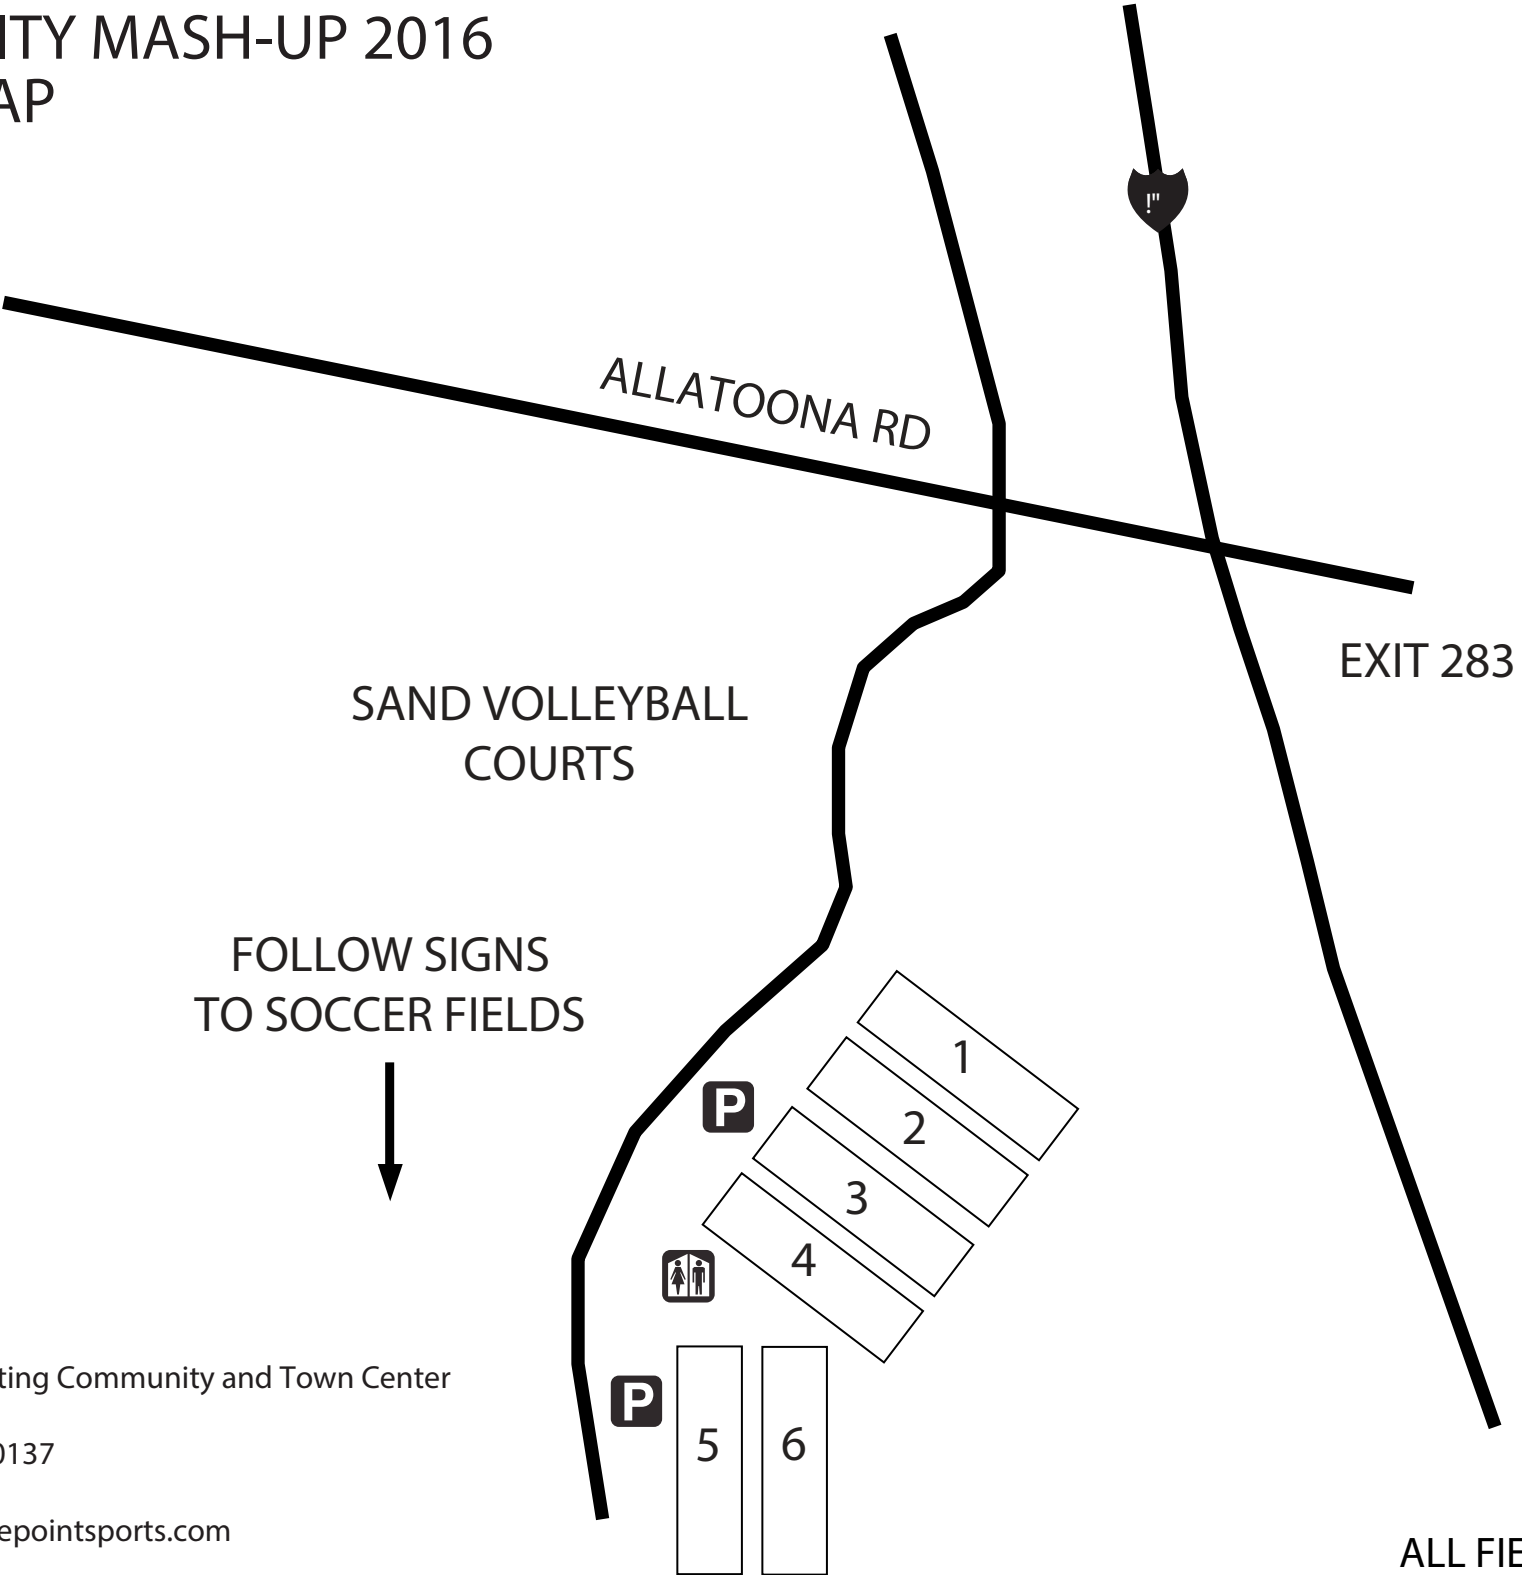 ITY MASH-UP 2016
AP
!"
ALLATOONA RD
EXIT 283
SAND VOLLEYBALL
COURTS
FOLLOW SIGNS
TO SOCCER FIELDS
1
2
P
3
4
P
5
6
ting Community and Town Center
0137
epointsports.com
ALL FIE